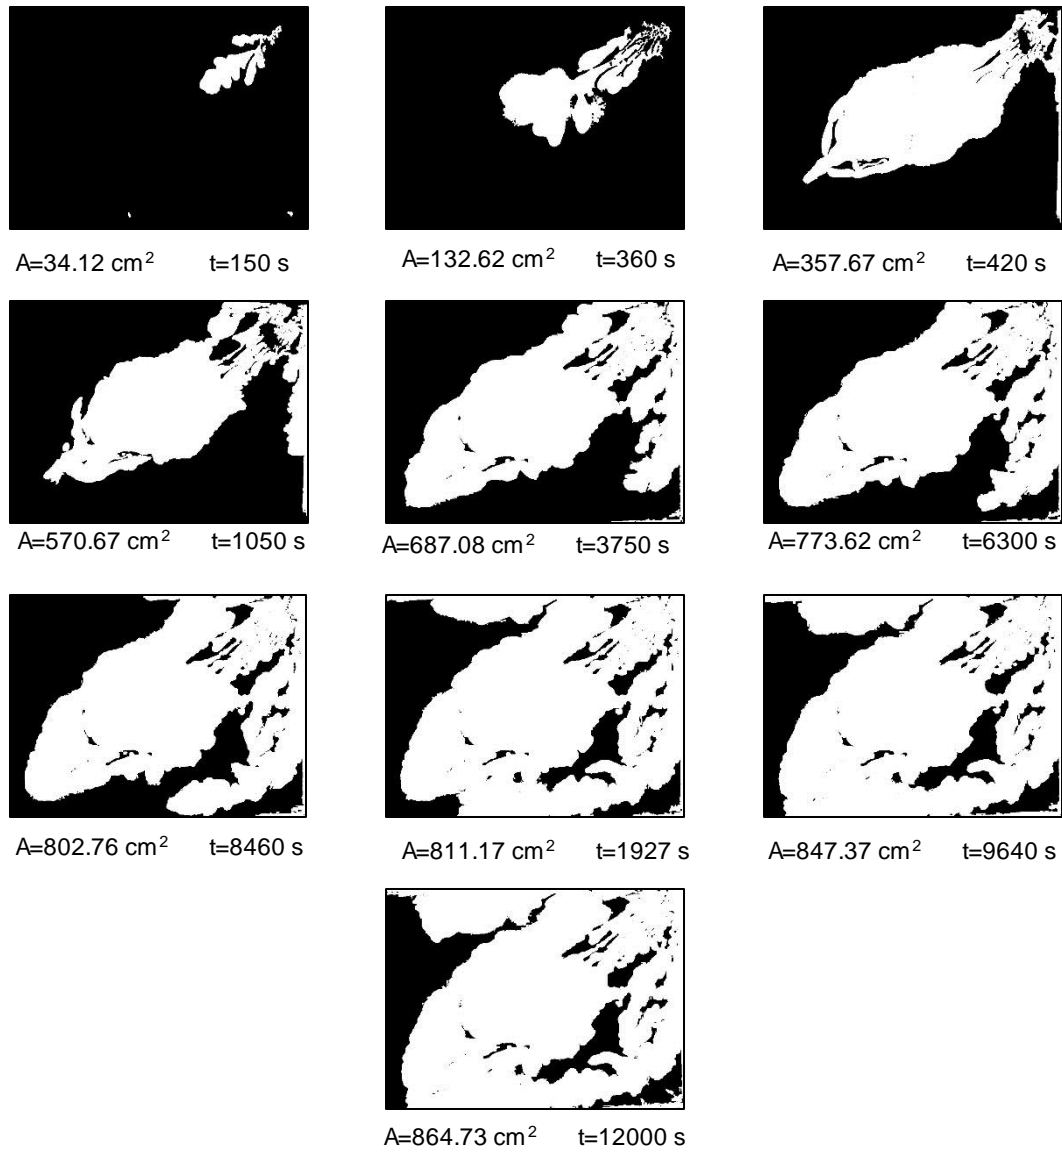 A=34.12 cm² t=150 s
A=132.62 cm² t=360 s
A=357.67 cm² t=420 s
A=570.67 cm² t=1050 s
A=687.08 cm² t=3750 s
A=773.62 cm² t=6300 s
A=802.76 cm² t=8460 s
A=811.17 cm² t=1927 s
A=847.37 cm² t=9640 s
A=864.73 cm² t=12000 s